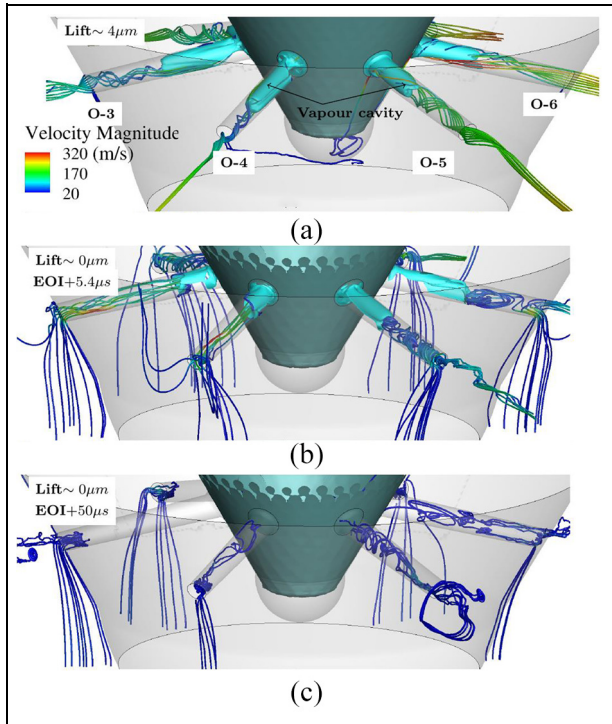 Lift~ 4μm
O-3
O-6
Vapour cavity
Velocity Magnitude
320 (m/s)
170
20
O-4
O-5
(a)
Lift~ 0μm
EOI+5.4μs
(b)
Lift~ 0μm
EOI+50μs
(c)